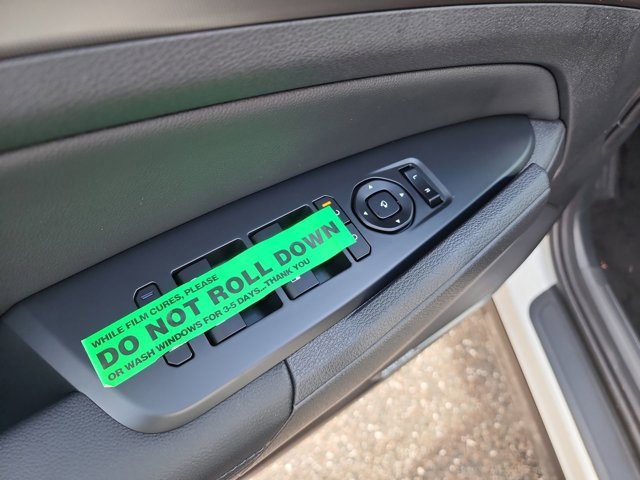 WHILE FILM CURES, PLEASE
DO NOT ROLL DOWN
OR WASH WINDOWS FOR 3-5 DAYS...THANK YOU
L
R